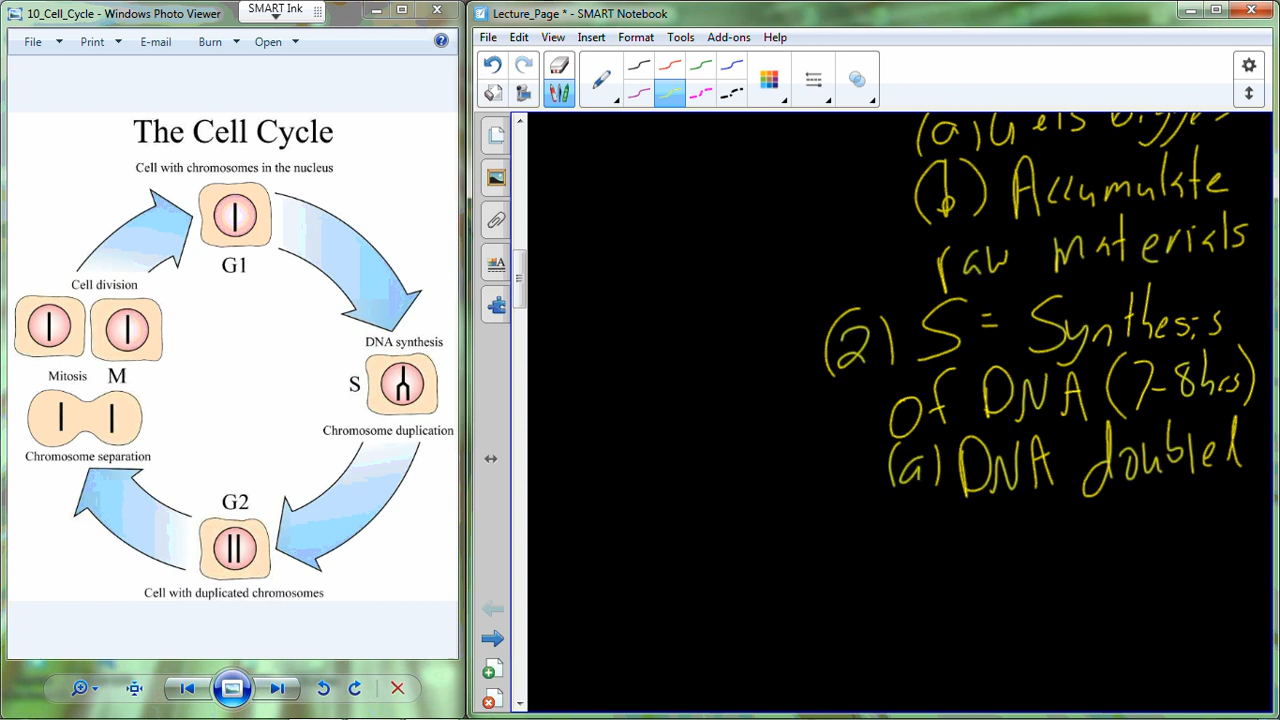 10_Cell_Cycle - Windows Photo Viewer
SMART Ink
File Print E-mail Burn Open
The Cell Cycle
Cell with chromosomes in the nucleus
G1
Cell division
DNA synthesis
S
Mitosis M
Chromosome duplication
Chromosome separation
G2
Cell with duplicated chromosomes
Lecture_Page * - SMART Notebook
File Edit View Insert Format Tools Add-ons Help
(a) Gets bigger
(b) Accumulate
raw materials
(2) S = Synthesis
of DNA (7-8hrs)
(a) DNA doubled